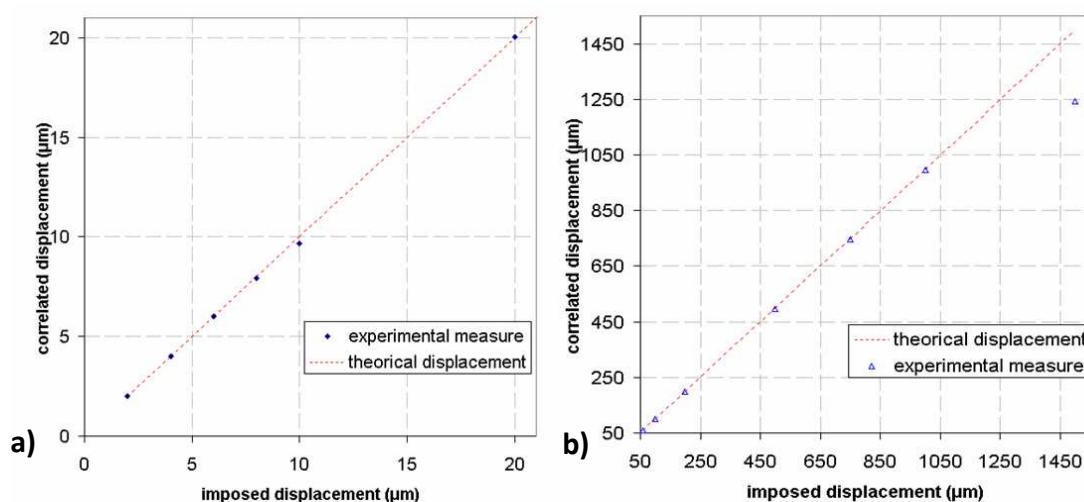 correlated displacement (µm)
20
15
10
5
0
experimental measure
theorical displacement
0 5 10 15 20
imposed displacement (µm)
a)
correlated displacement (µm)
1450
1250
1050
850
650
450
250
50
theorical displacement
experimental measure
50 250 450 650 850 1050 1250 1450
imposed displacement (µm)
b)